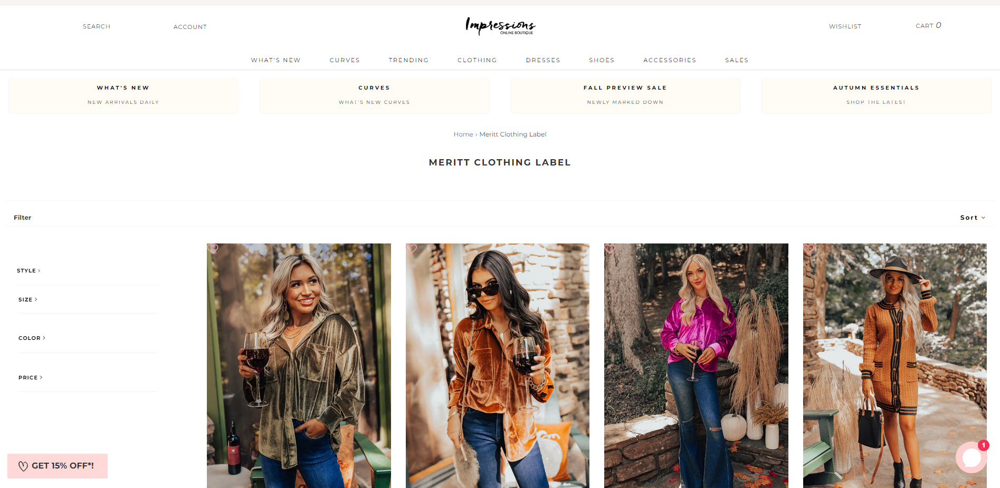 SEARCH
ACCOUNT
Impressions
ONLINE BOUTIQUE
WISHLIST
CART 0
WHAT'S NEW
CURVES
TRENDING
CLOTHING
DRESSES
SHOES
ACCESSORIES
SALES
WHAT'S NEW
NEW ARRIVALS DAILY
CURVES
WHAT'S NEW CURVES
FALL PREVIEW SALE
NEWLY MARKED DOWN
AUTUMN ESSENTIALS
SHOP THE LATEST
Home › Meritt Clothing Label
MERITT CLOTHING LABEL
Filter
Sort
STYLE >
SIZE >
COLOR >
PRICE >
GET 15% OFF*!
1